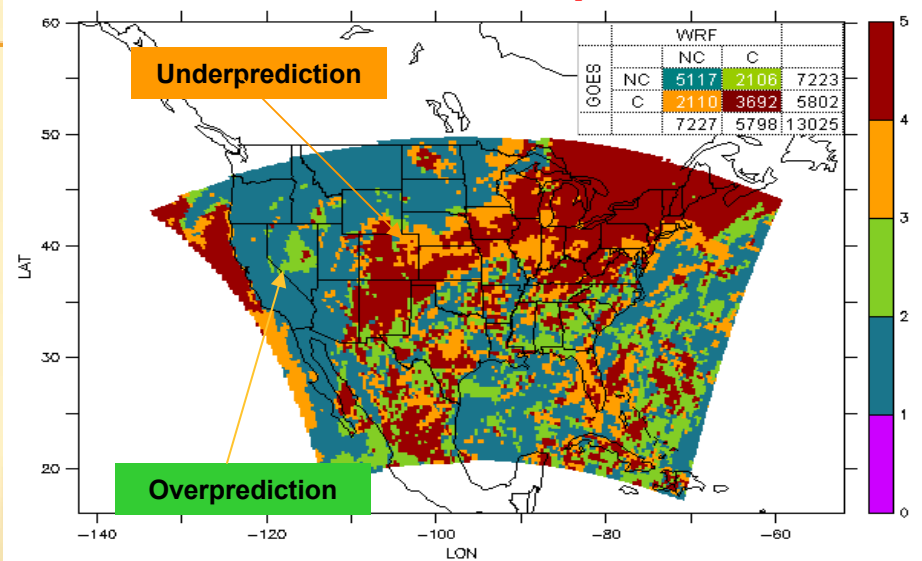 WRF
NC C
GOES
NC 5117 2106 7223
C 2110 3692 5802
7227 5798 13025
Underprediction
Overprediction
LAT
60
50
40
30
20
−140 −120 −100 −80 −60
LON
5
4
3
2
1
0